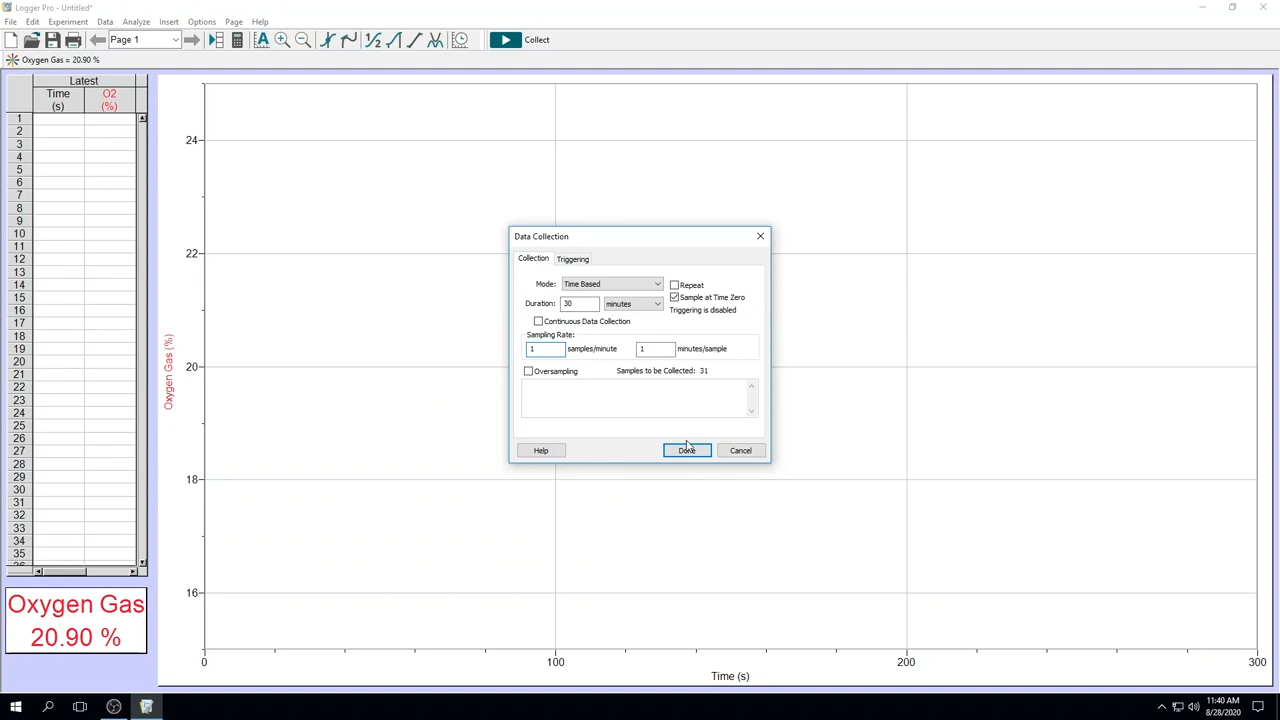 Logger Pro - Untitled*
File Edit Experiment Data Analyze Insert Options Page Help
Page 1
Collect
Oxygen Gas = 20.90 %
Latest
Time
(s)
O2
(%)
1
2
3
4
5
6
7
8
9
10
11
12
13
14
15
16
17
18
19
20
21
22
23
24
25
26
27
28
29
30
31
32
33
34
35
Oxygen Gas
20.90 %
Oxygen Gas (%)
24
22
20
18
16
0 100 200 300
Time (s)
Data Collection
Collection Triggering
Mode: Time Based
Repeat
Duration: 30 minutes
Sample at Time Zero
Triggering is disabled
Continuous Data Collection
Sampling Rate:
1 samples/minute 1 minutes/sample
Oversampling Samples to be Collected: 31
Help Done Cancel
11:40 AM
8/28/2020